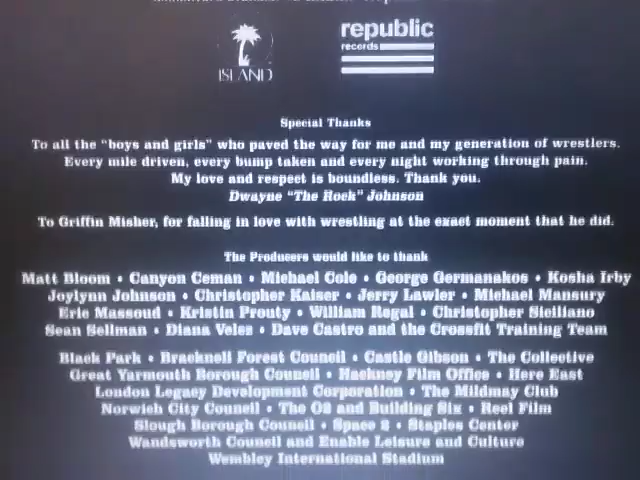 ISLAND
republic
records
Special Thanks
To all the "boys and girls" who paved the way for me and my generation of wrestlers.
Every mile driven, every bump taken and every night working through pain.
My love and respect is boundless. Thank you.
Dwayne "The Rock" Johnson
To Griffin Misher, for falling in love with wrestling at the exact moment that he did.
The Producers would like to thank
Matt Bloom • Canyon Ceman • Michael Cole • George Germanakos • Kosha Irby
Joylynn Johnson • Christopher Kaiser • Jerry Lawler • Michael Mansury
Eric Massoud • Kristin Prouty • William Regal • Christopher Siciliano
Sean Sellman • Diana Veles • Dave Castro and the Crossfit Training Team
Black Park • Bracknell Forest Council • Castle Gibson • The Collective
Great Yarmouth Borough Council • Hackney Film Office • Here East
London Legacy Development Corporation • The Mildmay Club
Norwich City Council • The O2 and Building Six • Reel Film
Slough Borough Council • Space 2 • Staples Center
Wandsworth Council and Enable Leisure and Culture
Wembley International Stadium